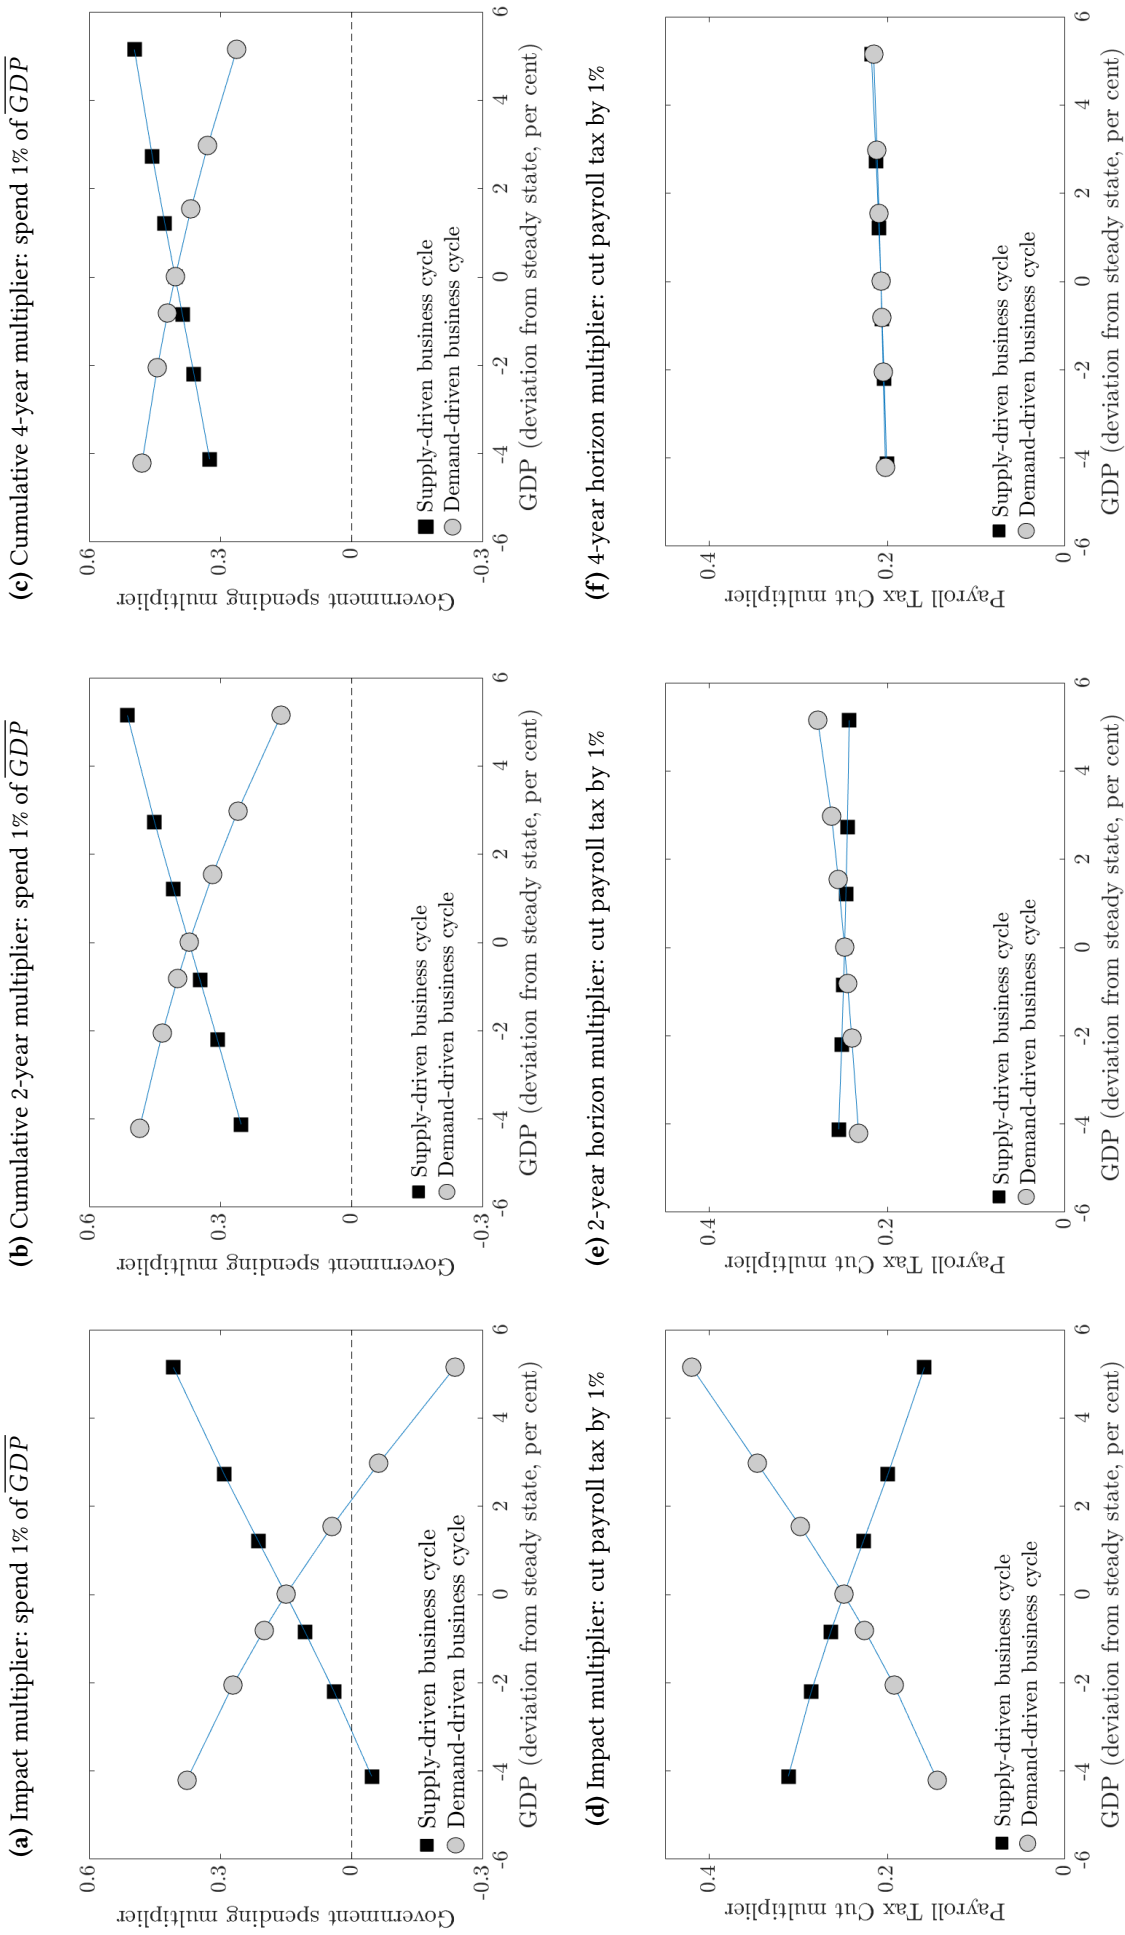 (a) Impact multiplier: spend 1% of GDP
Government spending multiplier
0.6
0.3
0
-0.3
-6
-4
-2
0
2
4
6
Supply-driven business cycle
Demand-driven business cycle
GDP (deviation from steady state, per cent)
(b) Cumulative 2-year multiplier: spend 1% of GDP
Government spending multiplier
0.6
0.3
0
-0.3
-6
-4
-2
0
2
4
6
Supply-driven business cycle
Demand-driven business cycle
GDP (deviation from steady state, per cent)
(c) Cumulative 4-year multiplier: spend 1% of GDP
Government spending multiplier
0.6
0.3
0
-0.3
-6
-4
-2
0
2
4
6
Supply-driven business cycle
Demand-driven business cycle
GDP (deviation from steady state, per cent)
(d) Impact multiplier: cut payroll tax by 1%
Payroll Tax Cut multiplier
0.4
0.2
0
-6
-4
-2
0
2
4
6
Supply-driven business cycle
Demand-driven business cycle
GDP (deviation from steady state, per cent)
(e) 2-year horizon multiplier: cut payroll tax by 1%
Payroll Tax Cut multiplier
0.4
0.2
0
-6
-4
-2
0
2
4
6
Supply-driven business cycle
Demand-driven business cycle
GDP (deviation from steady state, per cent)
(f) 4-year horizon multiplier: cut payroll tax by 1%
Payroll Tax Cut multiplier
0.4
0.2
0
-6
-4
-2
0
2
4
6
Supply-driven business cycle
Demand-driven business cycle
GDP (deviation from steady state, per cent)